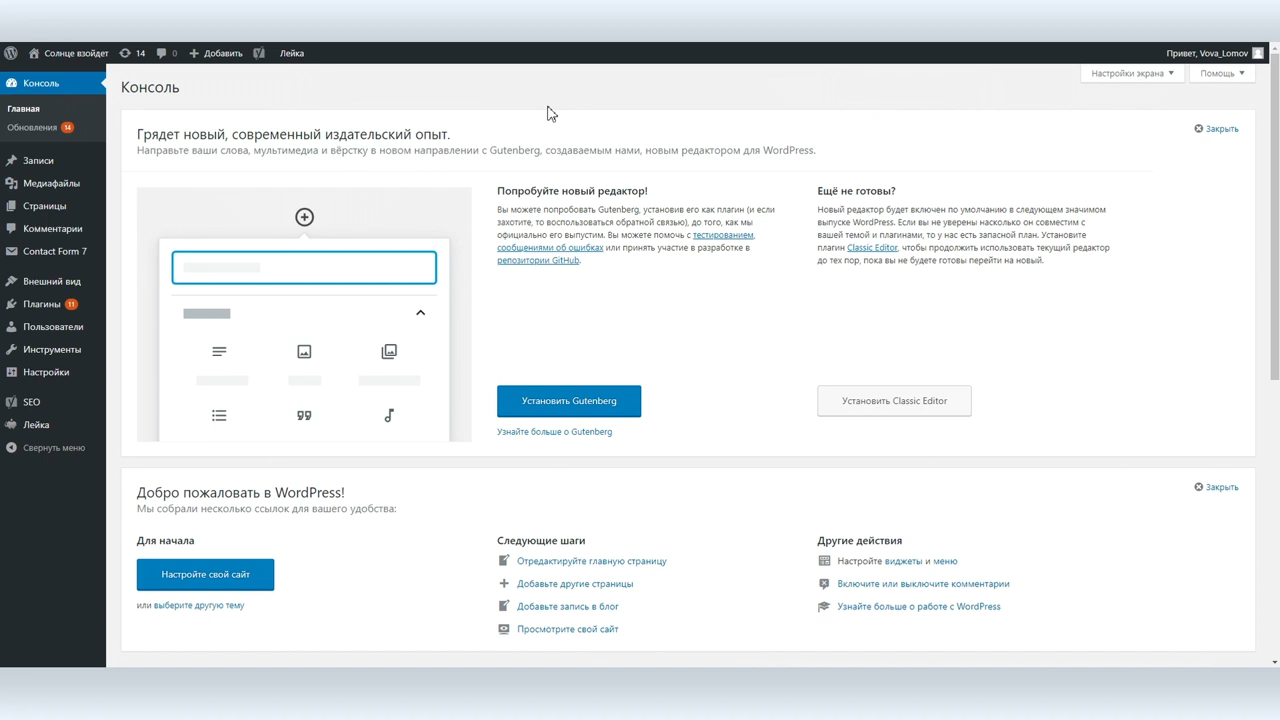 Солнце взойдет 14 0 Добавить Лейка Привет, Vova_Lomov
Консоль
Главная
Обновления 14
Записи
Медиафайлы
Страницы
Комментарии
Contact Form 7
Внешний вид
Плагины 11
Пользователи
Инструменты
Настройки
SEO
Лейка
Свернуть меню
Настройки экрана
Помощь
Консоль
Грядет новый, современный издательский опыт.
Закрыть
Направьте ваши слова, мультимедиа и вёрстку в новом направлении с Gutenberg, создаваемым нами, новым редактором для WordPress.
Попробуйте новый редактор!
Вы можете попробовать Gutenberg, установив его как плагин (и если
захотите, то воспользоваться обратной связью), до того, как мы
официально его выпустим. Вы можете помочь с тестированием,
сообщениями об ошибках или принять участие в разработке в
репозитории GitHub.
Установить Gutenberg
Узнайте больше о Gutenberg
Ещё не готовы?
Новый редактор будет включен по умолчанию в следующем значимом
выпуске WordPress. Если вы не уверены насколько он совместим с
вашей темой и плагинами, то у нас есть запасной план. Установите
плагин Classic Editor, чтобы продолжить использовать текущий редактор
до тех пор, пока вы не будете готовы перейти на новый.
Установить Classic Editor
Добро пожаловать в WordPress!
Закрыть
Мы собрали несколько ссылок для вашего удобства:
Для начала
Настройте свой сайт
или выберите другую тему
Следующие шаги
Отредактируйте главную страницу
Добавьте другие страницы
Добавьте запись в блог
Просмотрите свой сайт
Другие действия
Настройте виджеты и меню
Включите или выключите комментарии
Узнайте больше о работе с WordPress